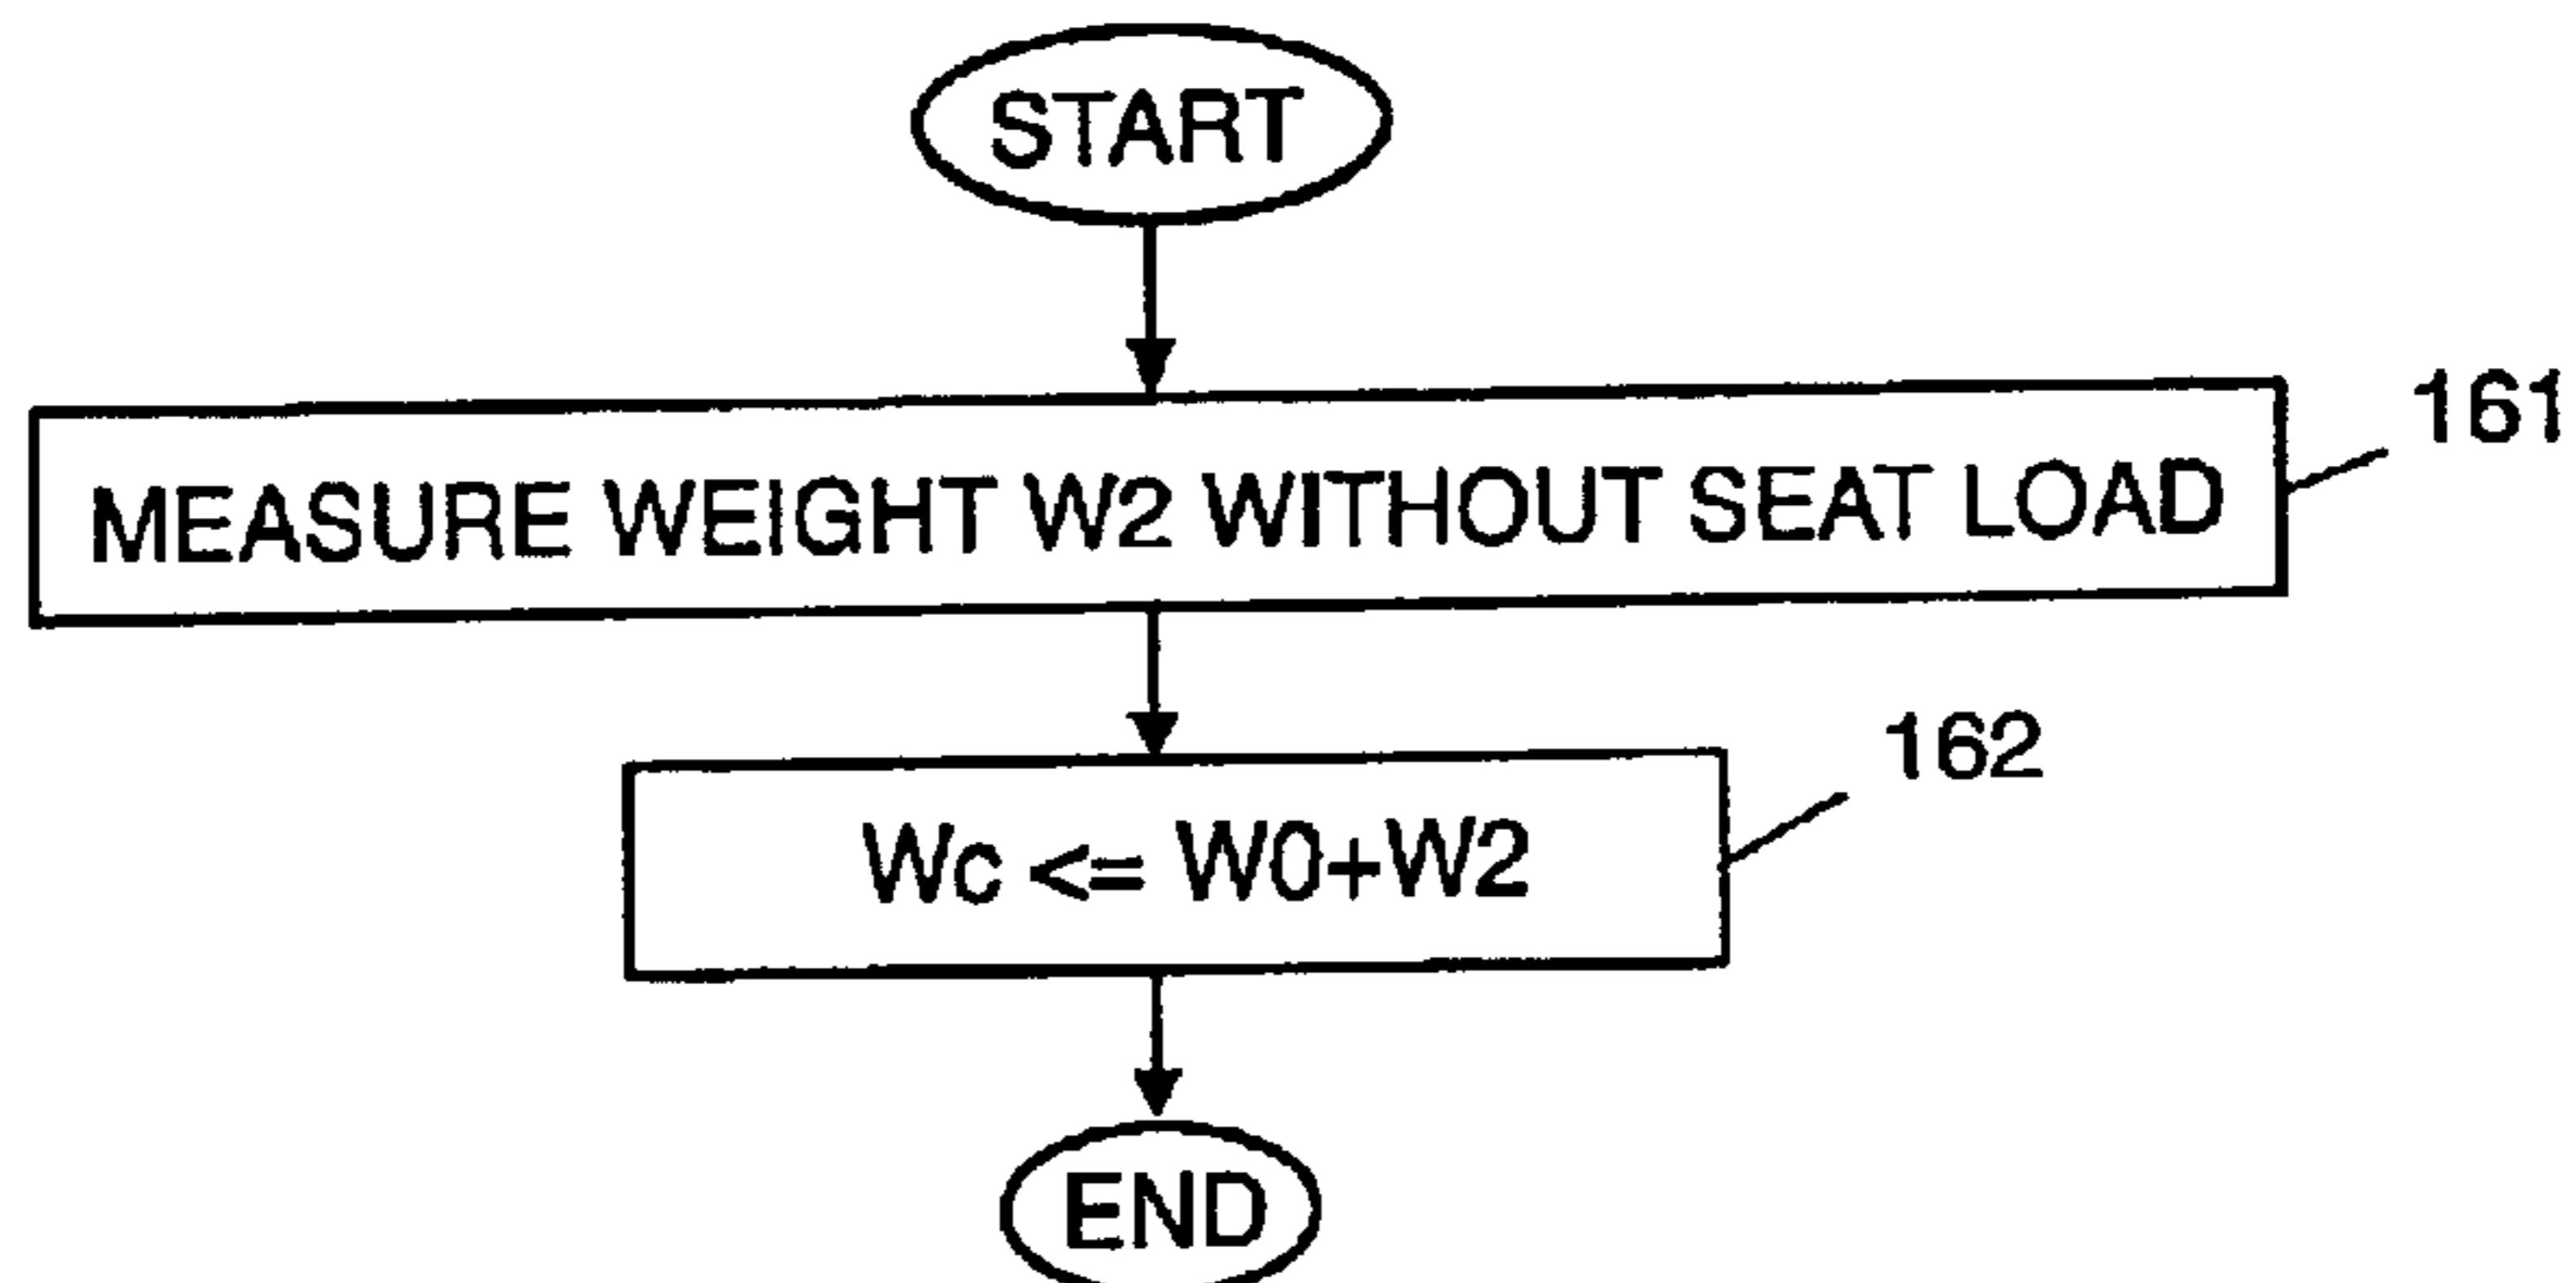 START
161
MEASURE WEIGHT W2 WITHOUT SEAT LOAD
162
Wc <= W0+W2
END